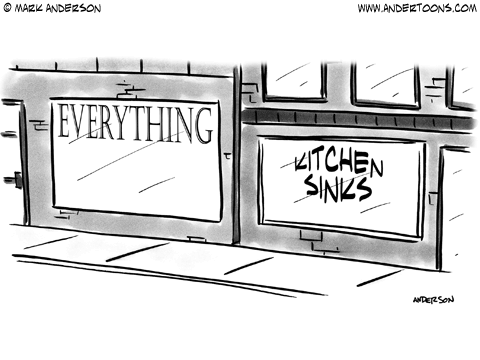 © MARK ANDERSON
WWW.ANDERTOONS.COM
EVERYTHING
KITCHEN
SINKS
ANDERSON